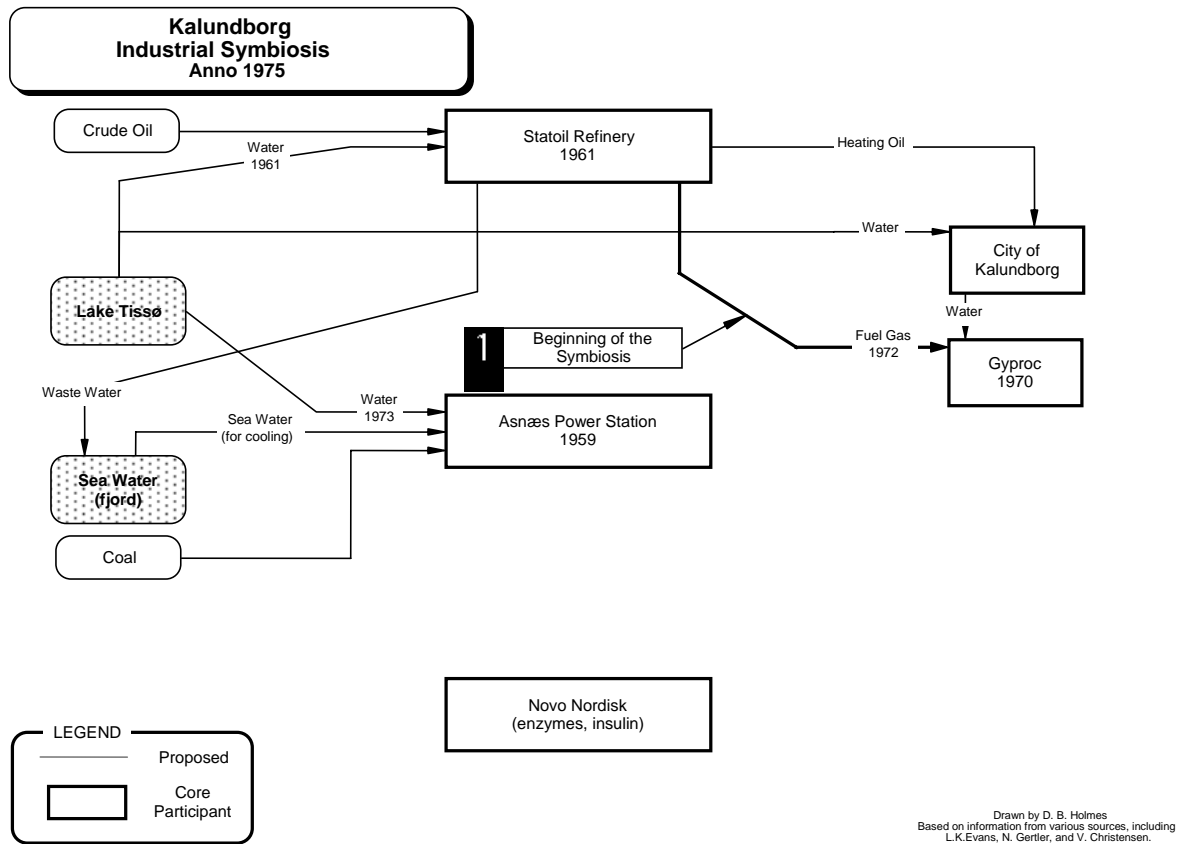 Kalundborg
Industrial Symbiosis
Anno 1975
Crude Oil
Statoil Refinery
1961
Water
1961
Heating Oil
Water
City of
Kalundborg
Lake Tissø
Water
1
Beginning of the
Symbiosis
Fuel Gas
1972
Gyproc
1970
Waste Water
Water
1973
Sea Water
(for cooling)
Asnæs Power Station
1959
Sea Water
(fjord)
Coal
Novo Nordisk
(enzymes, insulin)
LEGEND
Proposed
Core
Participant
Drawn by D. B. Holmes
Based on information from various sources, including
L.K.Evans, N. Gertler, and V. Christensen.